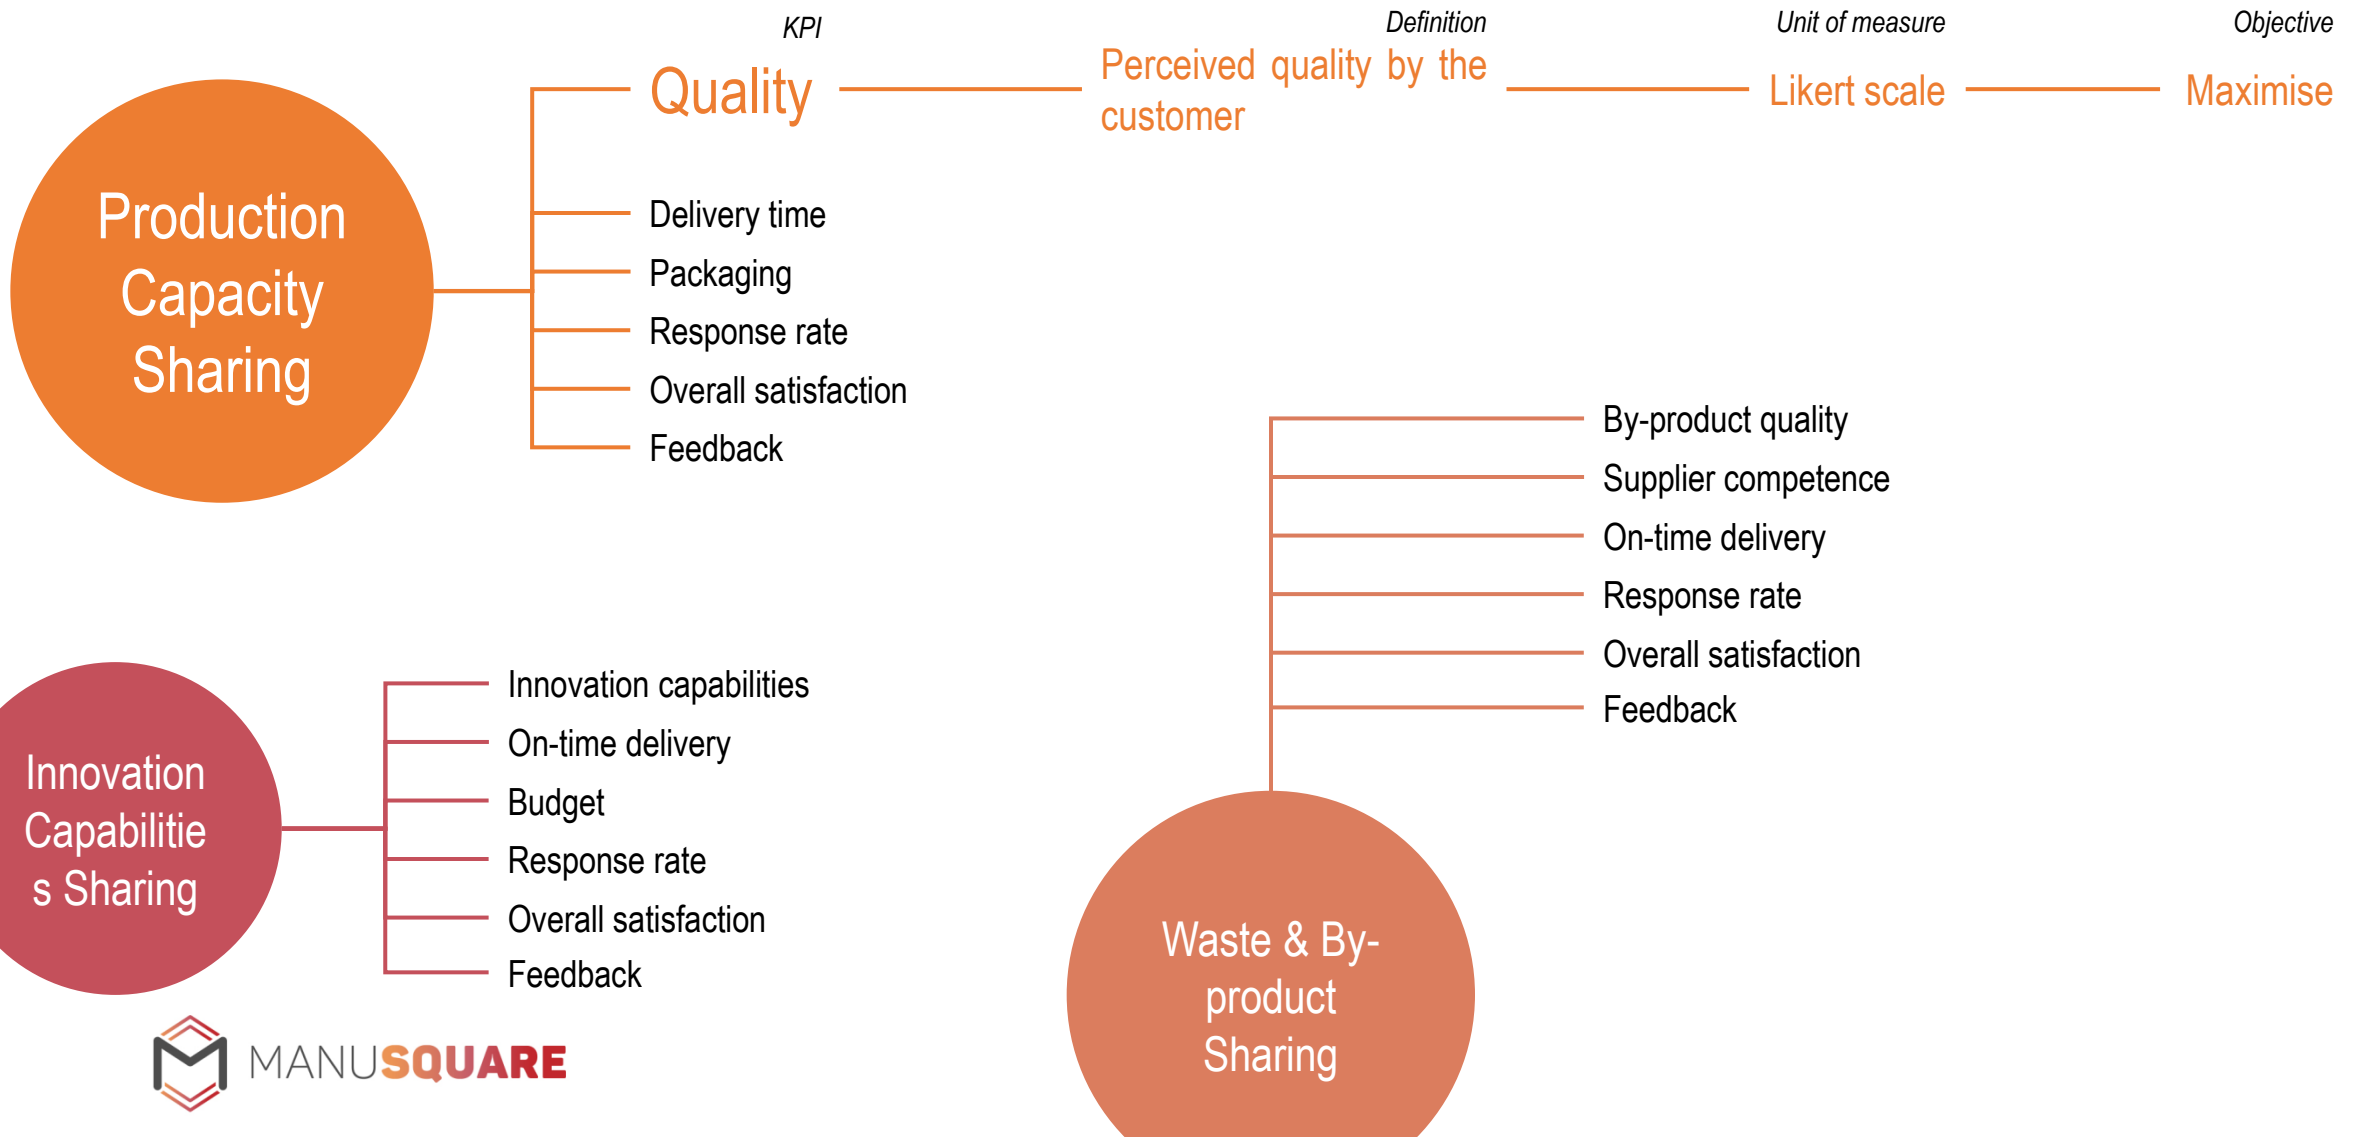 KPI
Definition
Unit of measure
Objective
Quality
Perceived quality by the
customer
Likert scale
Maximise
Production
Capacity
Sharing
Delivery time
Packaging
Response rate
Overall satisfaction
Feedback
By-product quality
Supplier competence
On-time delivery
Response rate
Overall satisfaction
Feedback
Waste & By-
product
Sharing
Innovation
Capabilitie
s Sharing
Innovation capabilities
On-time delivery
Budget
Response rate
Overall satisfaction
Feedback
MANUSQUARE